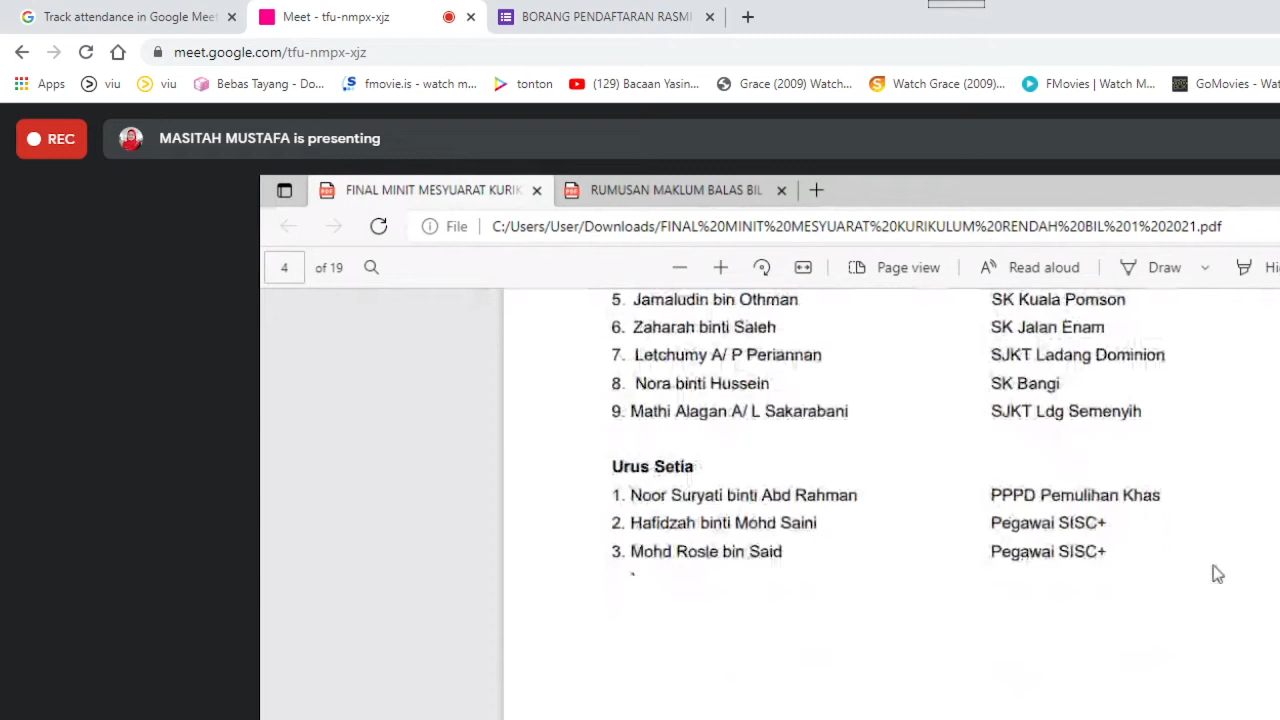 Track attendance in Google Meet
Meet - tfu-nmpx-xjz
BORANG PENDAFTARAN RASMI
meet.google.com/tfu-nmpx-xjz
Apps viu viu Bebas Tayang - Do... fmovie.is - watch m... tonton (129) Bacaan Yasin... Grace (2009) Watch... Watch Grace (2009)... FMovies | Watch M... GoMovies - Wat
REC MASITAH MUSTAFA is presenting
FINAL MINIT MESYUARAT KURIK RUMUSAN MAKLUM BALAS BIL
File C:/Users/User/Downloads/FINAL%20MINIT%20MESYUARAT%20KURIKULUM%20RENDAH%20BIL%201%202021.pdf
4 of 19 Page view Read aloud Draw
5. Jamaludin bin Othman SK Kuala Pomson
6. Zaharah binti Saleh SK Jalan Enam
7. Letchumy A/ P Periannan SJKT Ladang Dominion
8. Nora binti Hussein SK Bangi
9. Mathi Alagan A/ L Sakarabani SJKT Ldg Semenyih
Urus Setia
1. Noor Suryati binti Abd Rahman PPPD Pemulihan Khas
2. Hafidzah binti Mohd Saini Pegawai SISC+
3. Mohd Rosle bin Said Pegawai SISC+